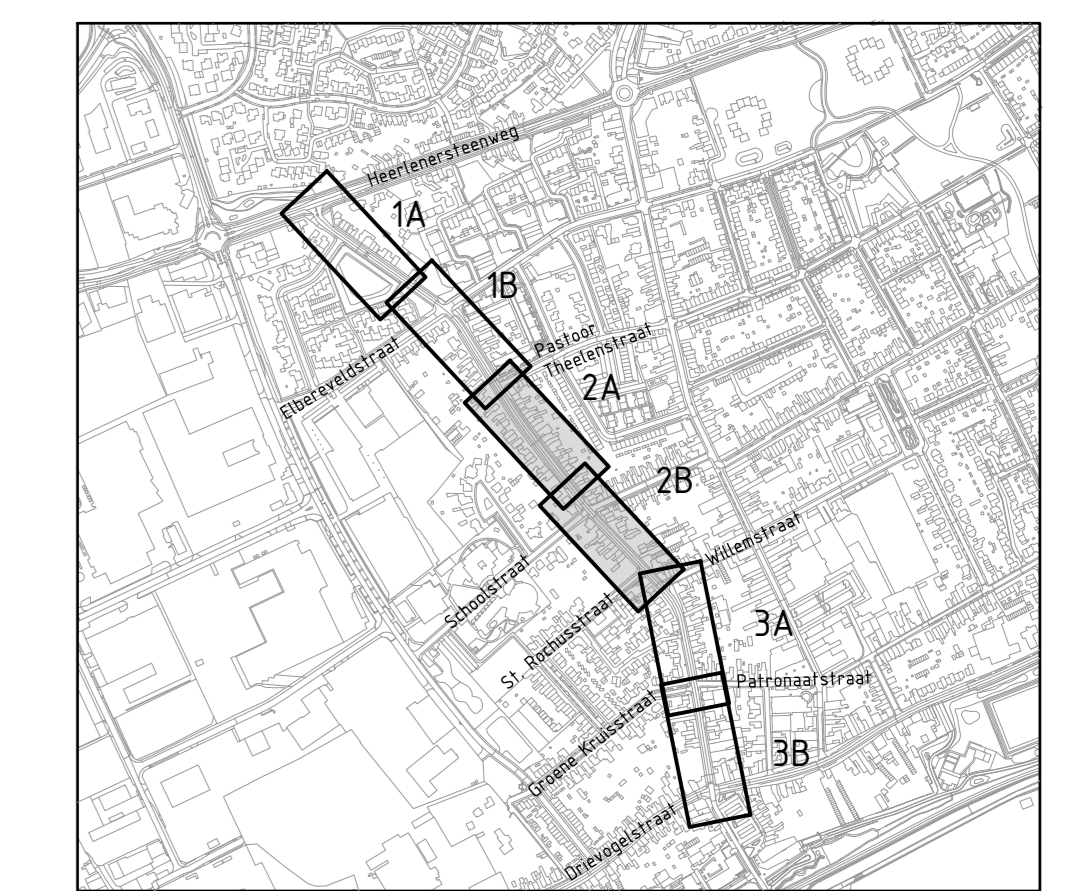 Heerlenersteenweg
1A
1B
Pastoor
Theelenstraat
Elbereveldstraat
2A
2B
Willemstraat
Schoolstraat
St. Rochusstraat
3A
Patronaatstraat
Groene Kruisstraat
3B
Drievogelstraat